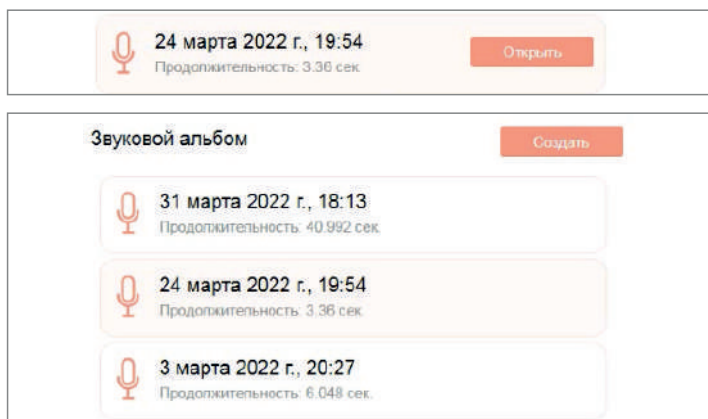 24 марта 2022 г., 19:54
Продолжительность: 3.36 сек.
Открыть
Звуковой альбом
Создать
31 марта 2022 г., 18:13
Продолжительность: 40.992 сек.
24 марта 2022 г., 19:54
Продолжительность: 3.36 сек.
3 марта 2022 г., 20:27
Продолжительность: 6.048 сек.